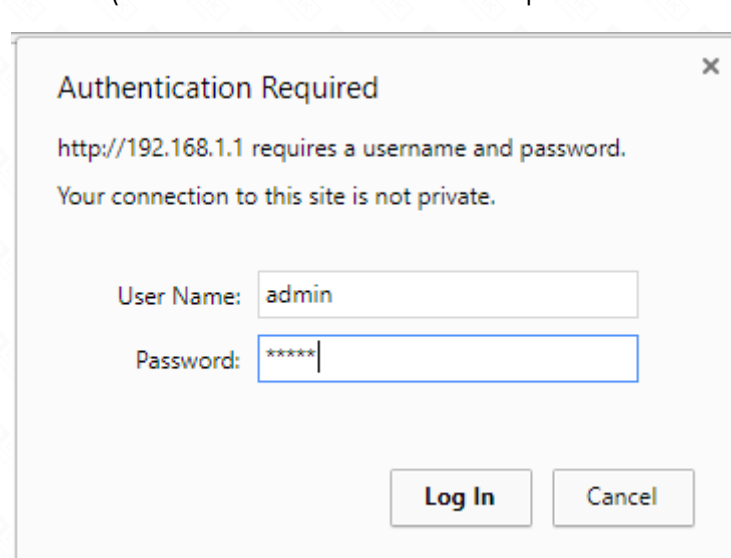 Authentication Required
http://192.168.1.1 requires a username and password.
Your connection to this site is not private.
User Name: admin
Password: *****
Log In Cancel